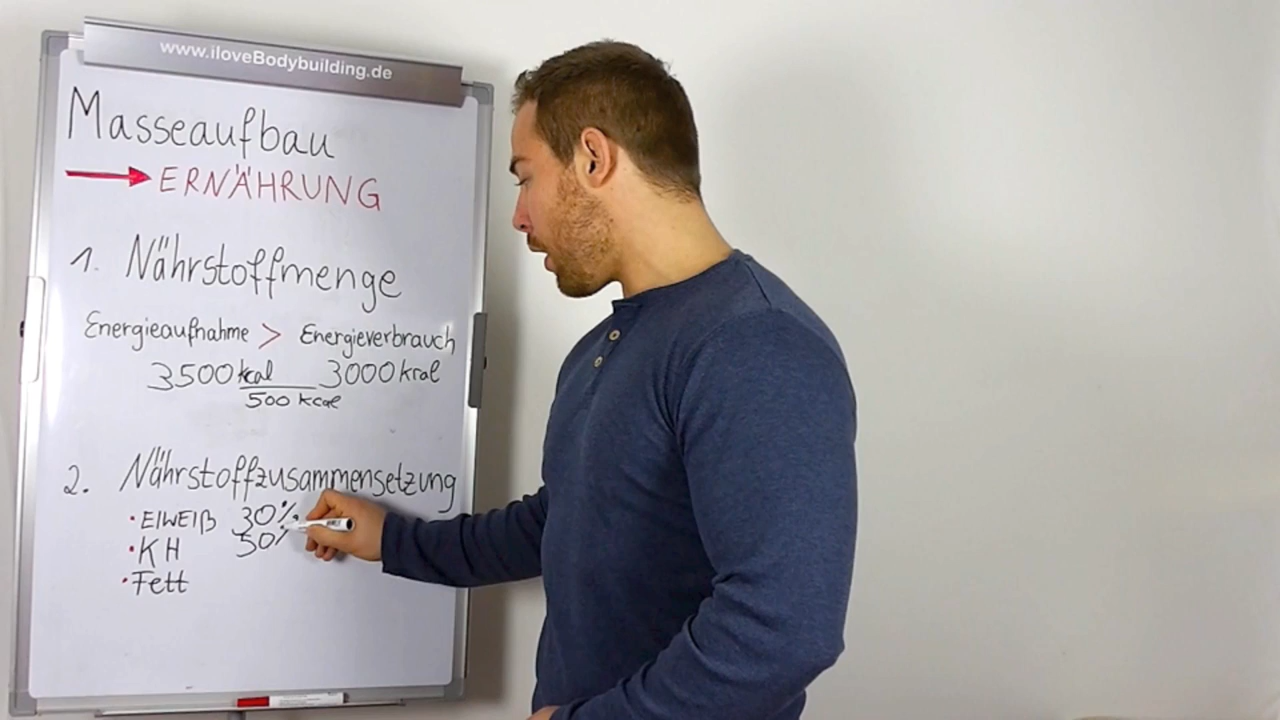 www.iloveBodybuilding.de
Masseaufbau
→ ERNÄHRUNG
1. Nährstoffmenge
Energieaufnahme > Energieverbrauch
3500 kcal 3000 kcal
500 kcal
2. Nährstoffzusammensetzung
• EIWEIß 30%
• KH 50%
• Fett